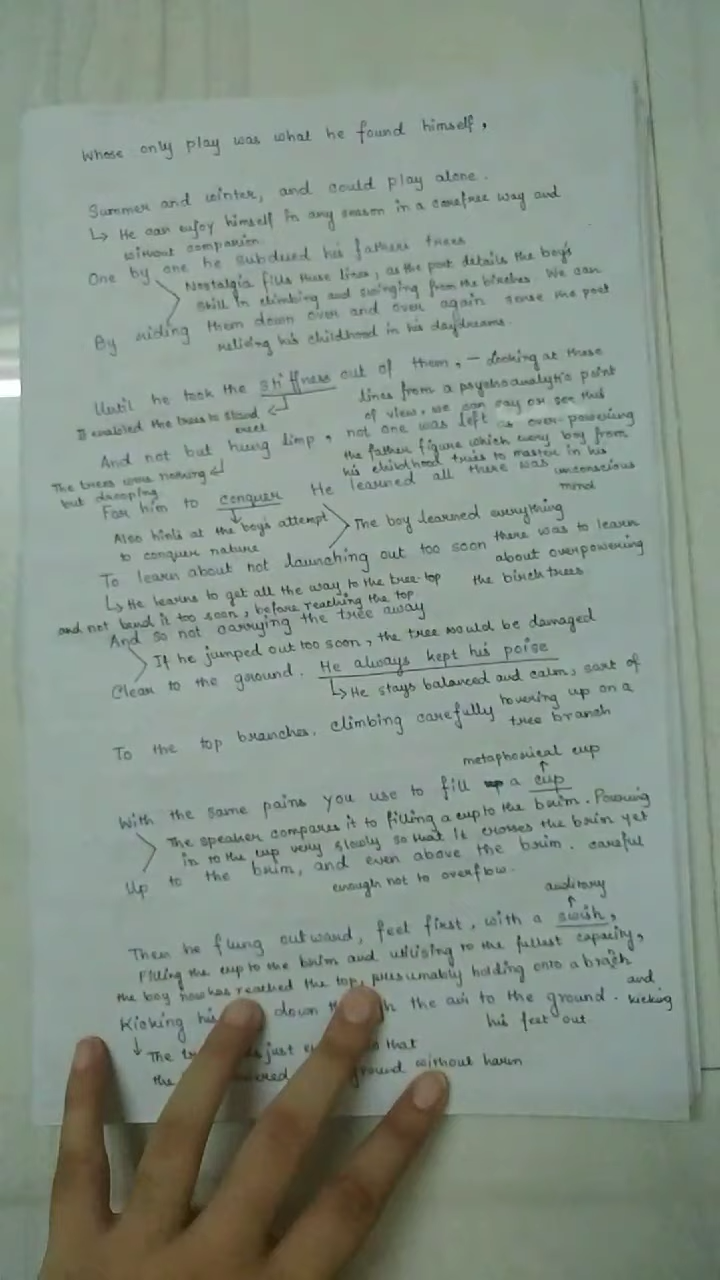 Whose only play was what he found himself,
Summer and winter, and could play alone.
↳ He can enjoy himself in any season in a carefree way and
without companion
One by one he subdued his fathers trees
Nostalgia fills these lines, as the poet details the boy's
skill in climbing and swinging from the birches. We can
By riding them down over and over again sense the poet
reliving his childhood in his daydreams.
Until he took the stiffness out of them, - Looking at these
It enabled the trees to stand erect
lines from a psychoanalytic point
of view, we can say or see this
And not but hung limp, not one was left as over-powering
the father figure which every boy from
The trees were nothing
but drooping
his childhood tries to master in his
unconscious
mind
For him to conquer He learned all there was
Also hints at the boy's attempt
to conquer nature
The boy learned everything
there was to learn
about overpowering
the birch trees
To learn about not launching out too soon
↳ He learns to get all the way to the tree-top
and not bend it too soon, before reaching the top
And so not carrying the tree away
If he jumped out too soon, the tree would be damaged
Clear to the ground. He always kept his poise
↳ He stays balanced and calm, sort of
hovering up on a
tree branch
To the top branches, climbing carefully
metaphorical cup
With the same pains you use to fill a cup
The speaker compares it to filling a cup to the brim. Pouring
in to the cup very slowly so that it crosses the brim yet
Up to the brim, and even above the brim. careful
enough not to overflow.
auditory
Then he flung outward, feet first, with a swish,
Filling the cup to the brim and utilising to the fullest capacity,
the boy now has reached the top, presumably holding onto a brach
and kicking
his feet out
Kicking his down the air to the ground.
The just that
the ground without harm